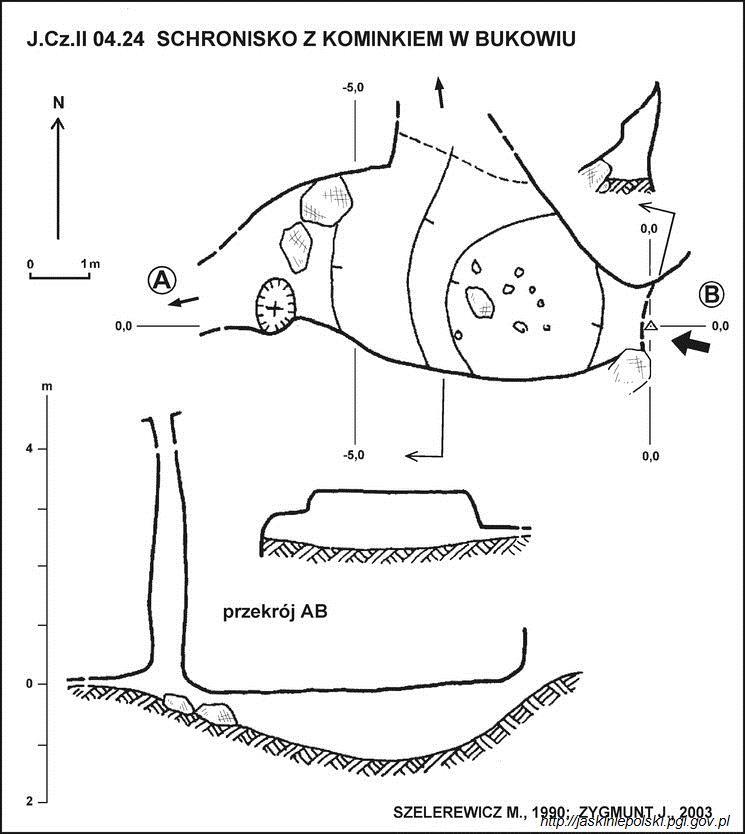 J.Cz.II 04.24 SCHRONISKO Z KOMINKIEM W BUKOWIU
-5,0
N
0 1m
0,0
A
B
0,0
0,0
m
-5,0
0,0
4
przekrój AB
0
2
SZELEREWICZ M., 1990; ZYGMUNT J., 2003
http://jaskiniepolski.pgi.gov.pl